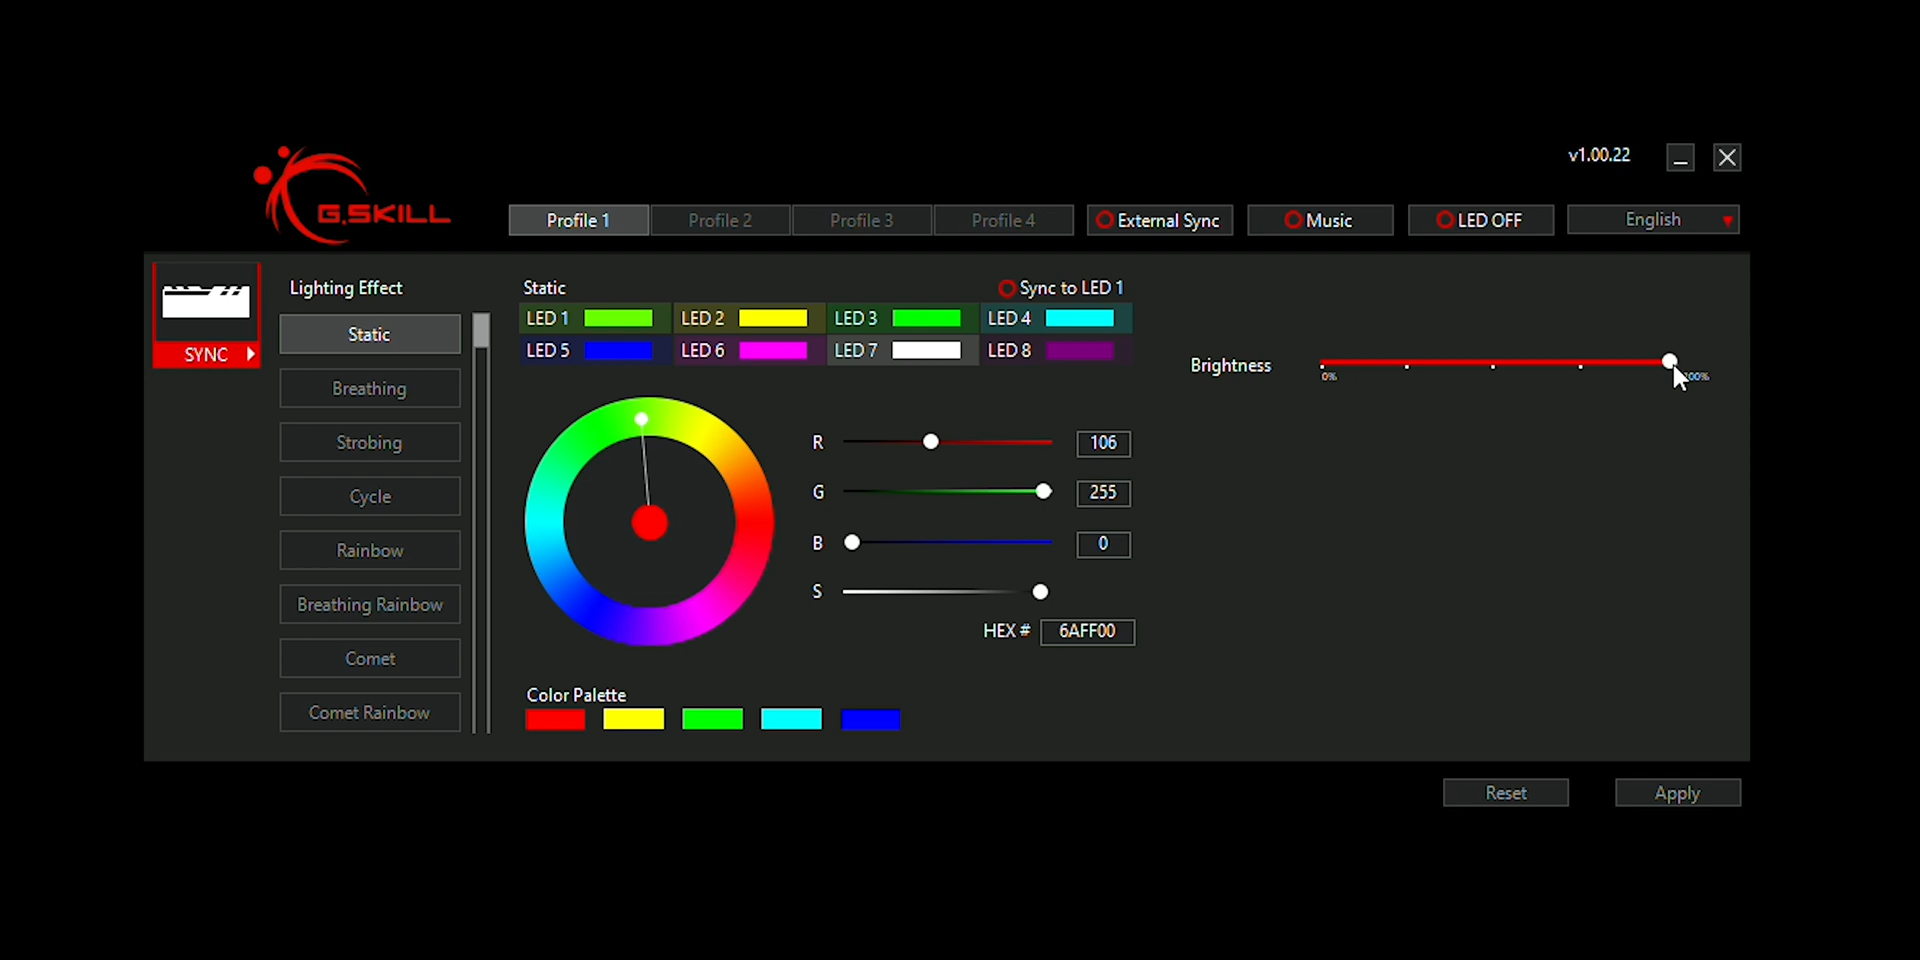 v1.00.22
G.SKILL
Profile 1 Profile 2 Profile 3 Profile 4 External Sync Music LED OFF English
Lighting Effect
Static
Breathing
Strobing
Cycle
Rainbow
Breathing Rainbow
Comet
Comet Rainbow
SYNC
Static Sync to LED 1
LED 1 LED 2 LED 3 LED 4
LED 5 LED 6 LED 7 LED 8
R 106
G 255
B 0
S
HEX # 6AFF00
Color Palette
Brightness
0% 100%
Reset Apply